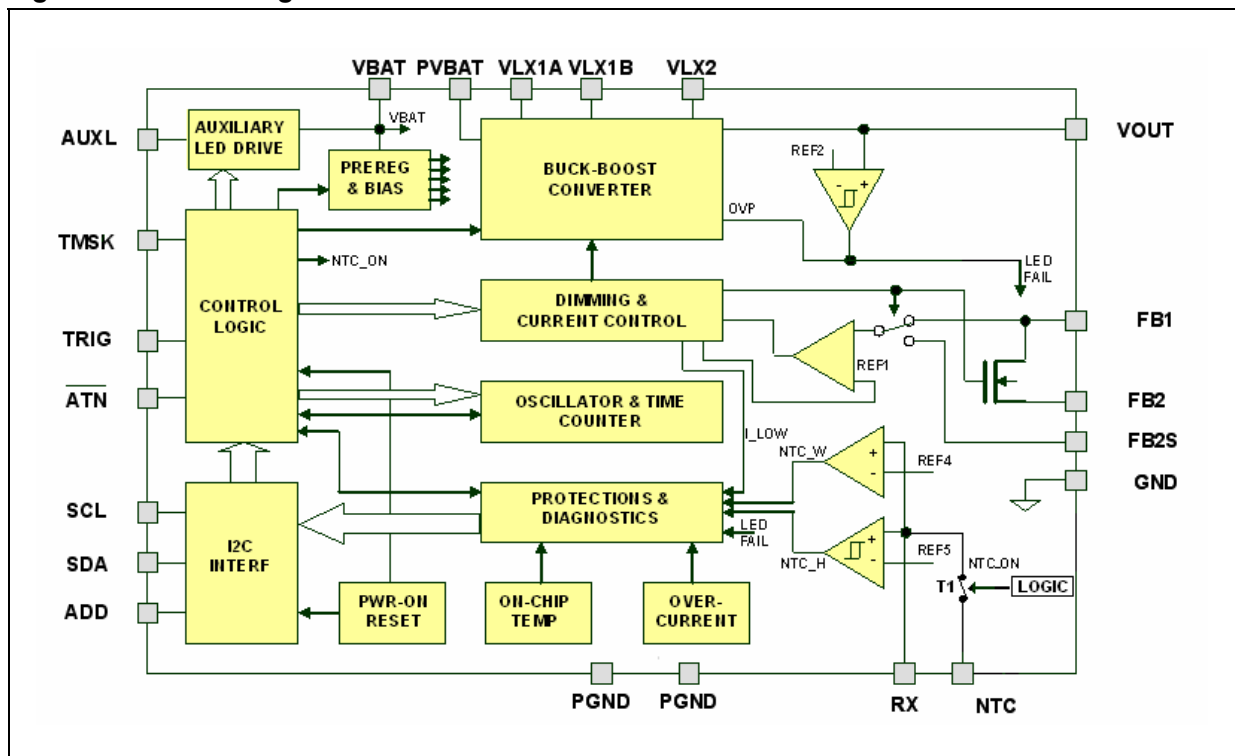 VBAT PVBAT VLX1A VLX1B VLX2
AUXL
AUXILIARY
LED DRIVE
VBAT
PREREG
& BIAS
BUCK-BOOST
CONVERTER
REF2
- +
VOUT
OVP
TMSK
NTC_ON
LED
FAIL
CONTROL
LOGIC
DIMMING &
CURRENT CONTROL
TRIG
FB1
REF1
ATN
OSCILLATOR & TIME
COUNTER
FB2
I_LOW
FB2S
NTC_W
+
-
REF4
GND
SCL
PROTECTIONS &
DIAGNOSTICS
LED
FAIL
I2C
INTERF
SDA
NTC_H
+
-
REF5
NTC_ON
T1
LOGIC
ADD
PWR-ON
RESET
ON-CHIP
TEMP
OVER-
CURRENT
PGND PGND RX NTC